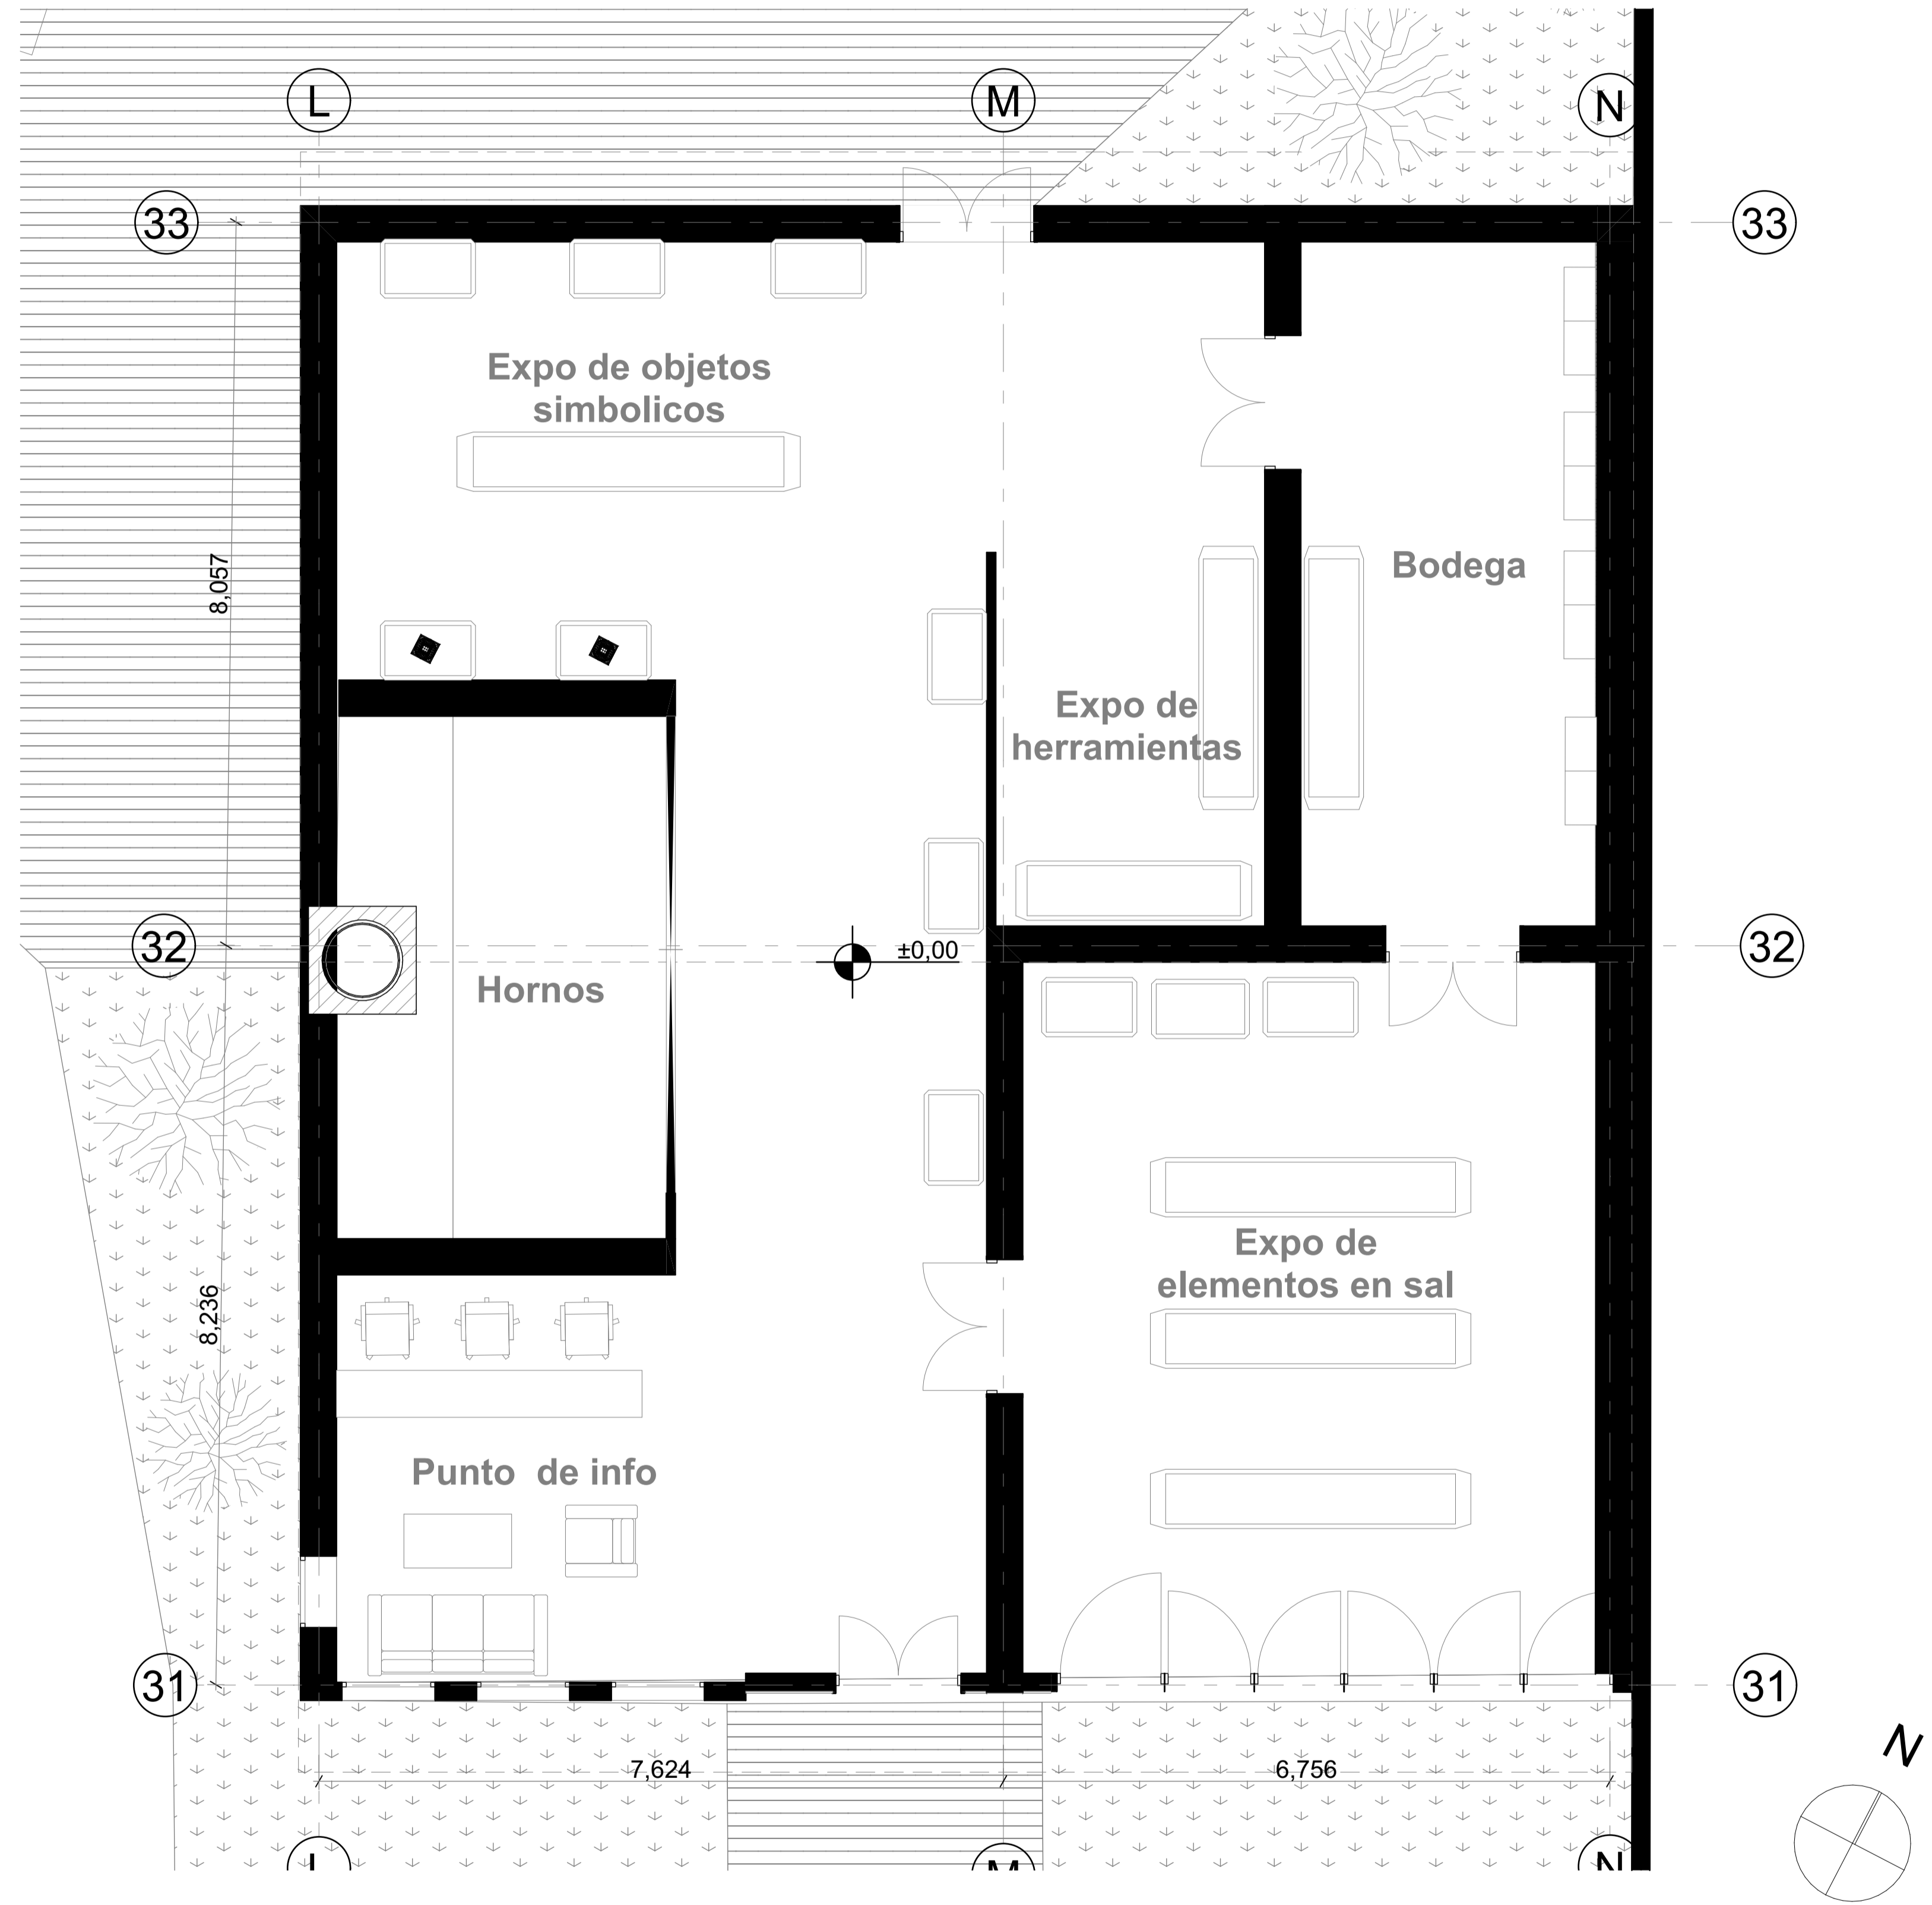 L
M
N
33
33
Expo de objetos
simbolicos
8,057
Bodega
Expo de
herramientas
32
±0,00
32
Hornos
Expo de
elementos en sal
8,236
Punto de info
31
31
N
7,624
6,756
L
M
N